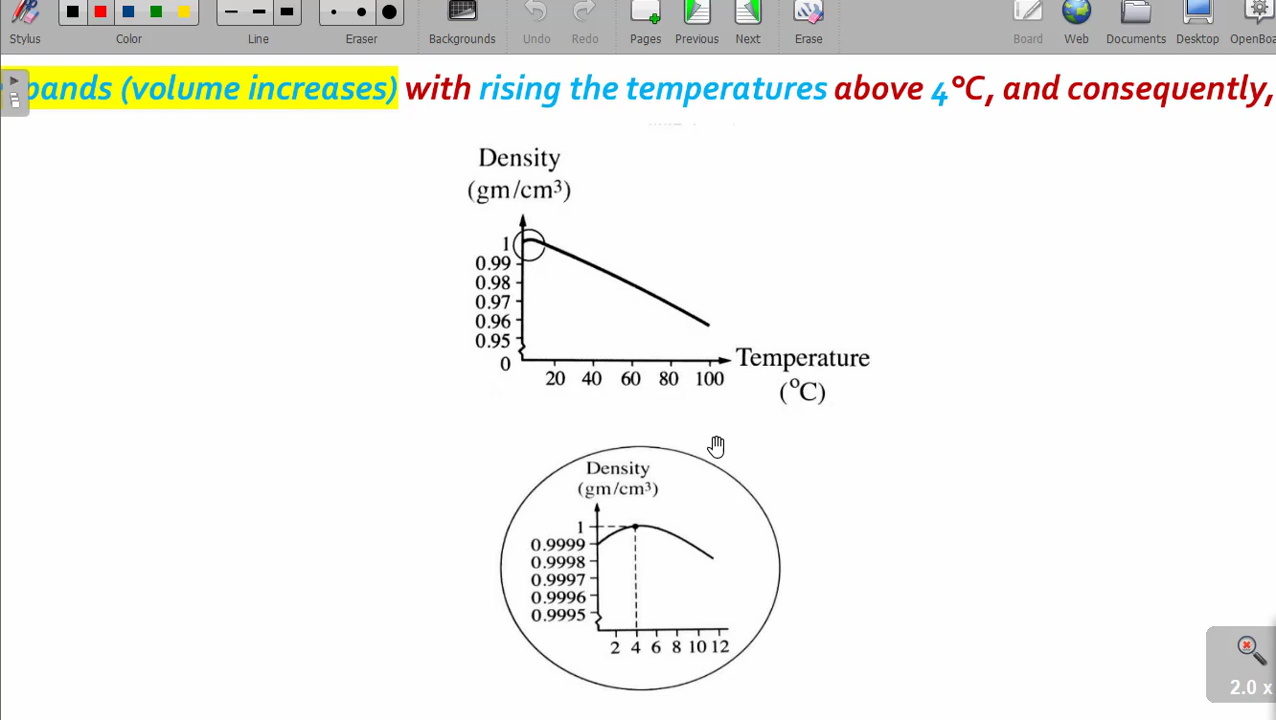 Stylus
Color
Line
Eraser
Backgrounds
Undo
Redo
Pages
Previous
Next
Erase
Board
Web
Documents
Desktop
OpenBoa
pands (volume increases) with rising the temperatures above 4°C, and consequently,
Density
(gm/cm³)
1
0.99
0.98
0.97
0.96
0.95
0
20 40 60 80 100
Temperature
(°C)
Density
(gm/cm³)
1
0.9999
0.9998
0.9997
0.9996
0.9995
2 4 6 8 10 12
2.0 x